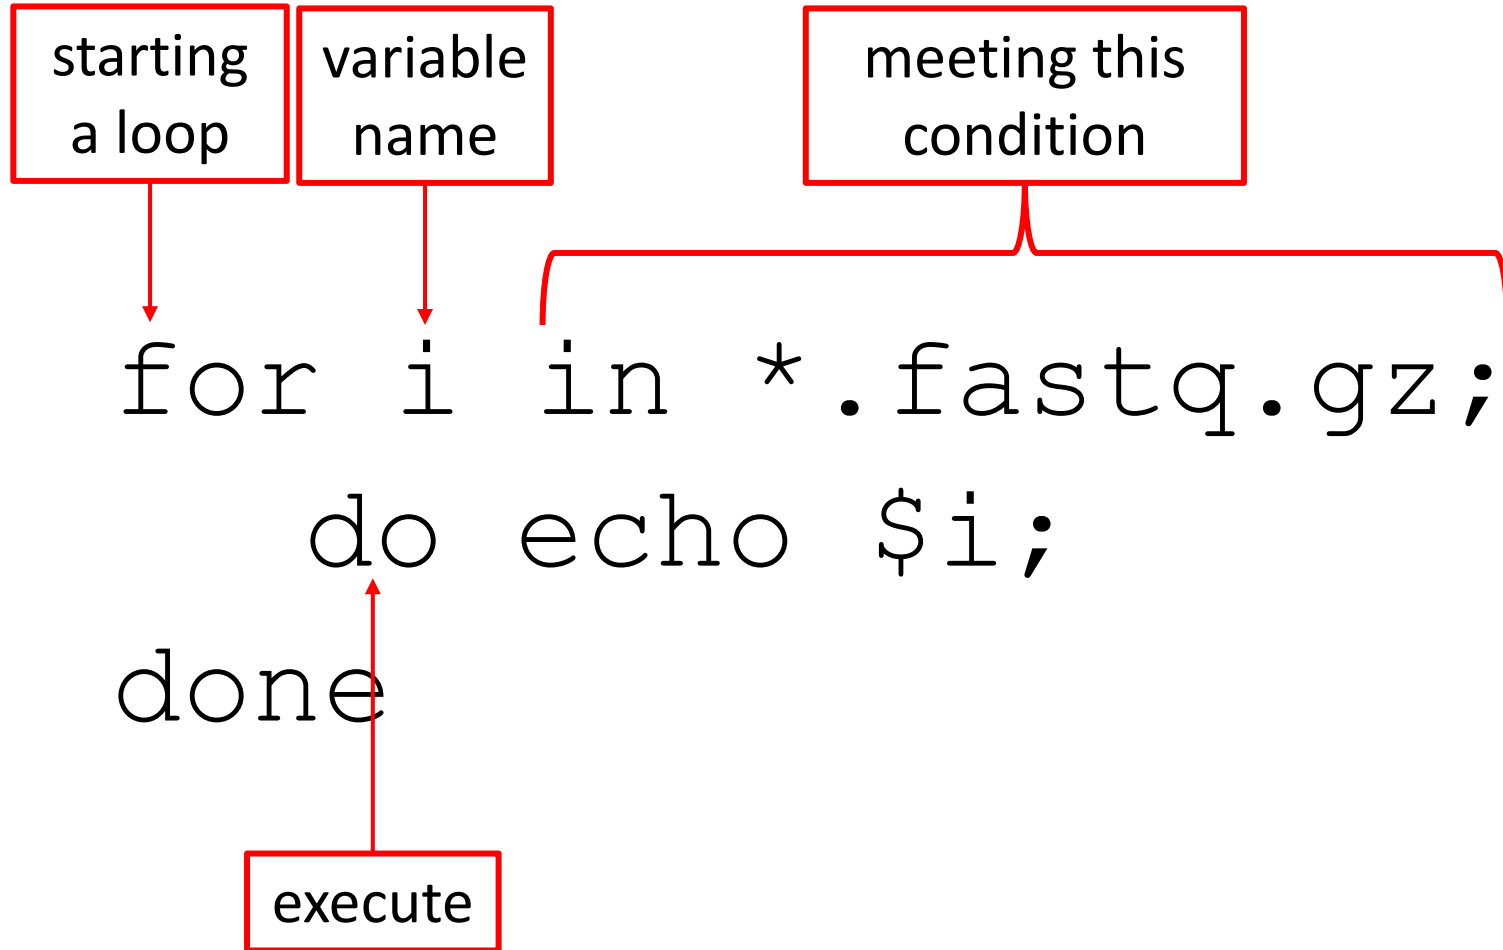 starting
a loop
variable
name
meeting this
condition
for i in *.fastq.gz;
do echo $i;
done
execute